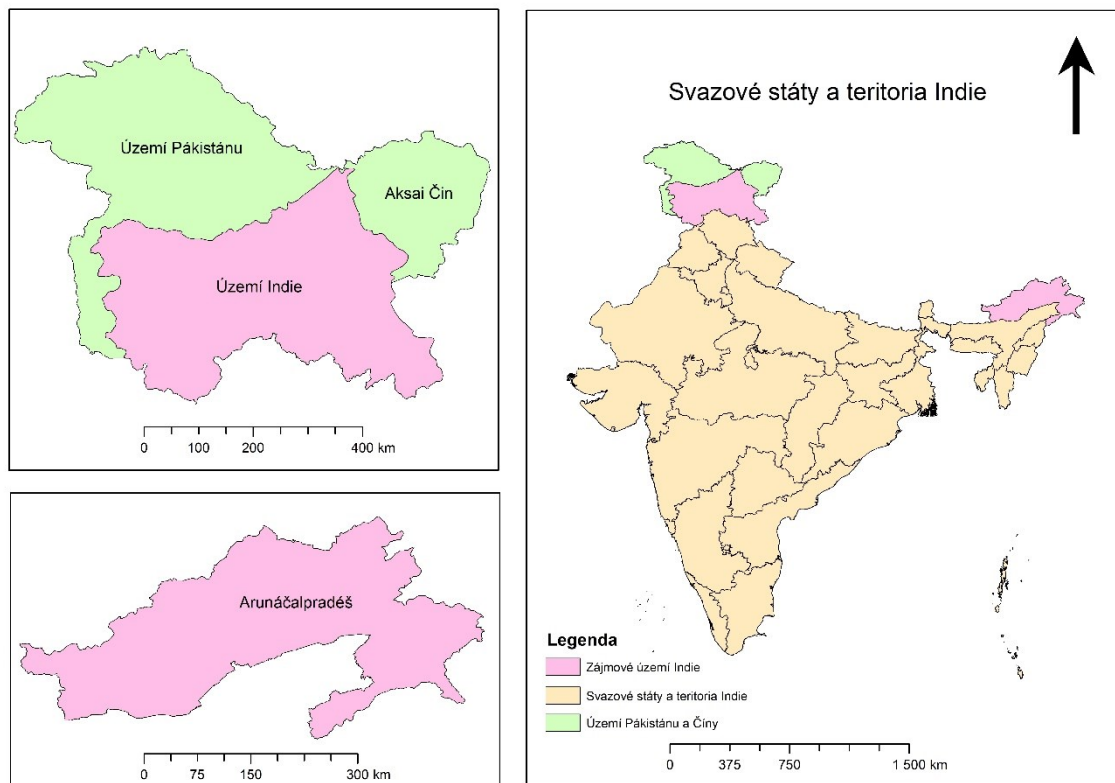 Území Pákistánu
Aksai Čin
Území Indie
0 100 200 400 km
Arunáčalpradéš
0 75 150 300 km
Svazové státy a teritoria Indie
Legenda
Zájmové území Indie
Svazové státy a teritoria Indie
Území Pákistánu a Číny
0 375 750 1 500 km